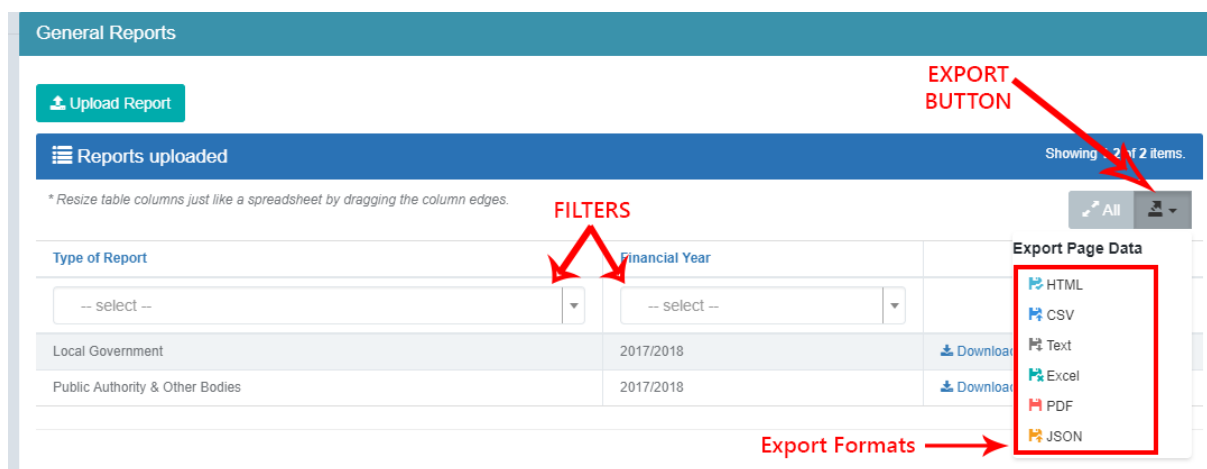 General Reports
EXPORT
BUTTON
Upload Report
Reports uploaded
Showing 1-2 of 2 items.
* Resize table columns just like a spreadsheet by dragging the column edges.
FILTERS
All
Export Page Data
Type of Report
Financial Year
HTML
-- select --
-- select --
CSV
Local Government
2017/2018
Text
Excel
Public Authority & Other Bodies
2017/2018
PDF
JSON
Export Formats